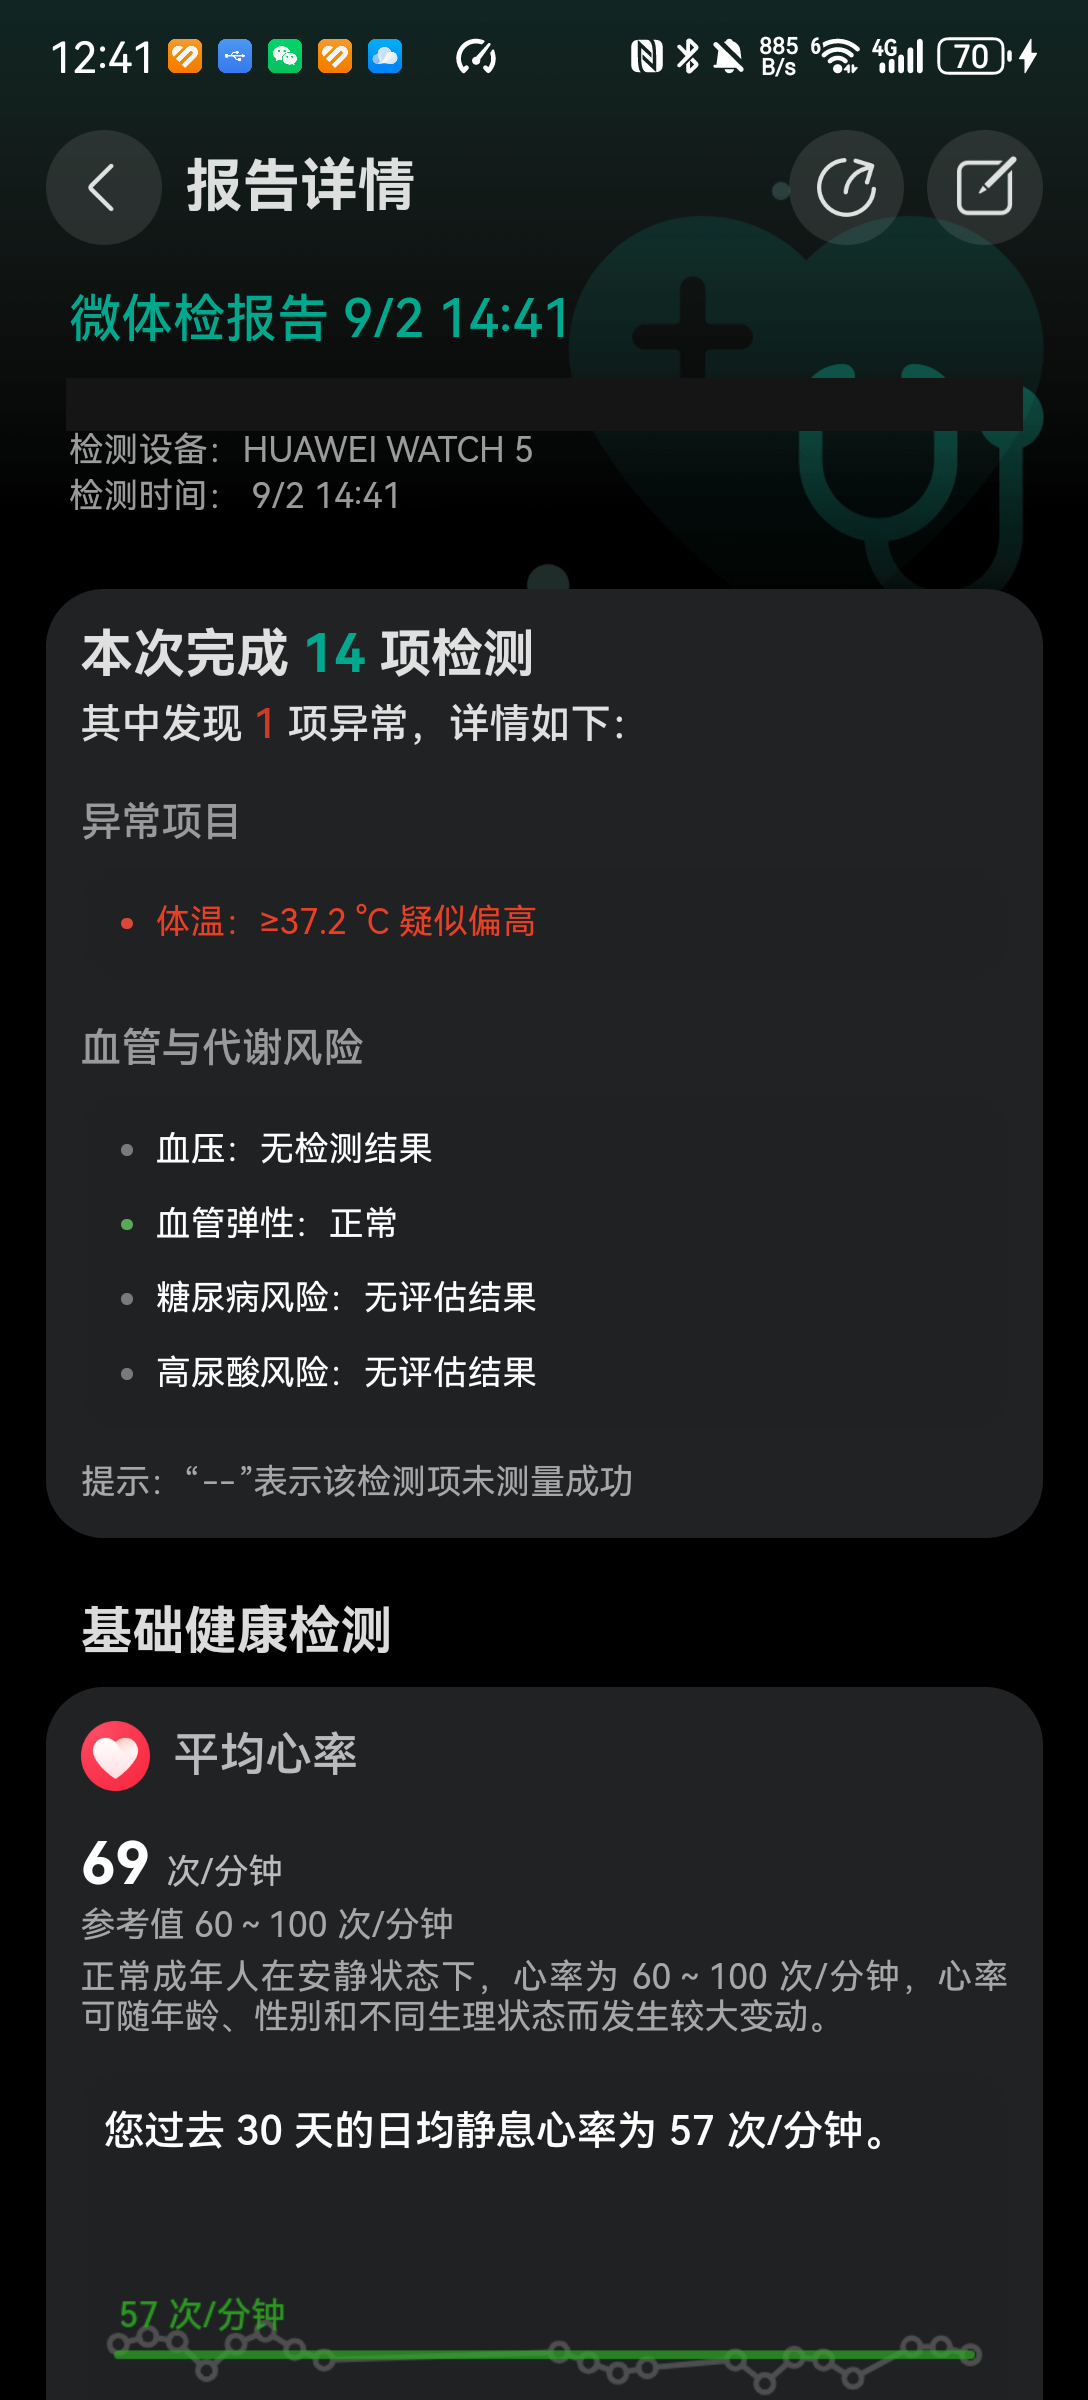 12:41
885 B/s
6
4G
70
报告详情
微体检报告 9/2 14:41
检测设备：HUAWEI WATCH 5
检测时间： 9/2 14:41
本次完成 14 项检测
其中发现 1 项异常，详情如下：
异常项目
体温：≥37.2 ℃ 疑似偏高
血管与代谢风险
血压：无检测结果
血管弹性：正常
糖尿病风险：无评估结果
高尿酸风险：无评估结果
提示：“--”表示该检测项未测量成功
基础健康检测
平均心率
69 次/分钟
参考值 60 ~ 100 次/分钟
正常成年人在安静状态下，心率为 60 ~ 100 次/分钟，心率
可随年龄、性别和不同生理状态而发生较大变动。
您过去 30 天的日均静息心率为 57 次/分钟。
57 次/分钟